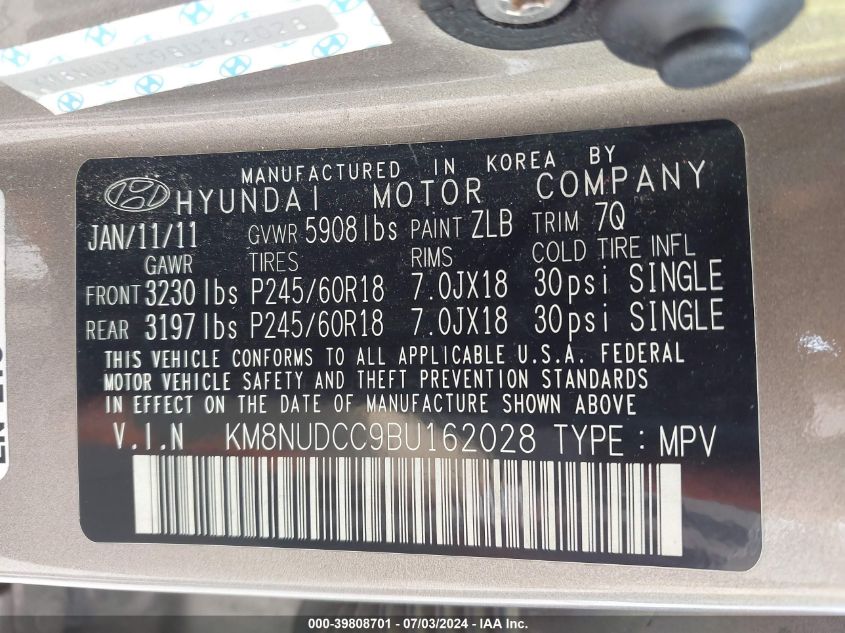 KM8NUDCC9BU162028
MANUFACTURED IN KOREA BY
HYUNDAI MOTOR COMPANY
JAN/11/11 GVWR 5908lbs PAINT ZLB TRIM 7Q
GAWR TIRES RIMS COLD TIRE INFL
FRONT 3230lbs P245/60R18 7.0JX18 30psi SINGLE
REAR 3197lbs P245/60R18 7.0JX18 30psi SINGLE
THIS VEHICLE CONFORMS TO ALL APPLICABLE U.S.A. FEDERAL
MOTOR VEHICLE SAFETY AND THEFT PREVENTION STANDARDS
IN EFFECT ON THE DATE OF MANUFACTURE SHOWN ABOVE
V.I.N KM8NUDCC9BU162028 TYPE : MPV
000-39808701 - 07/03/2024 - IAA Inc.